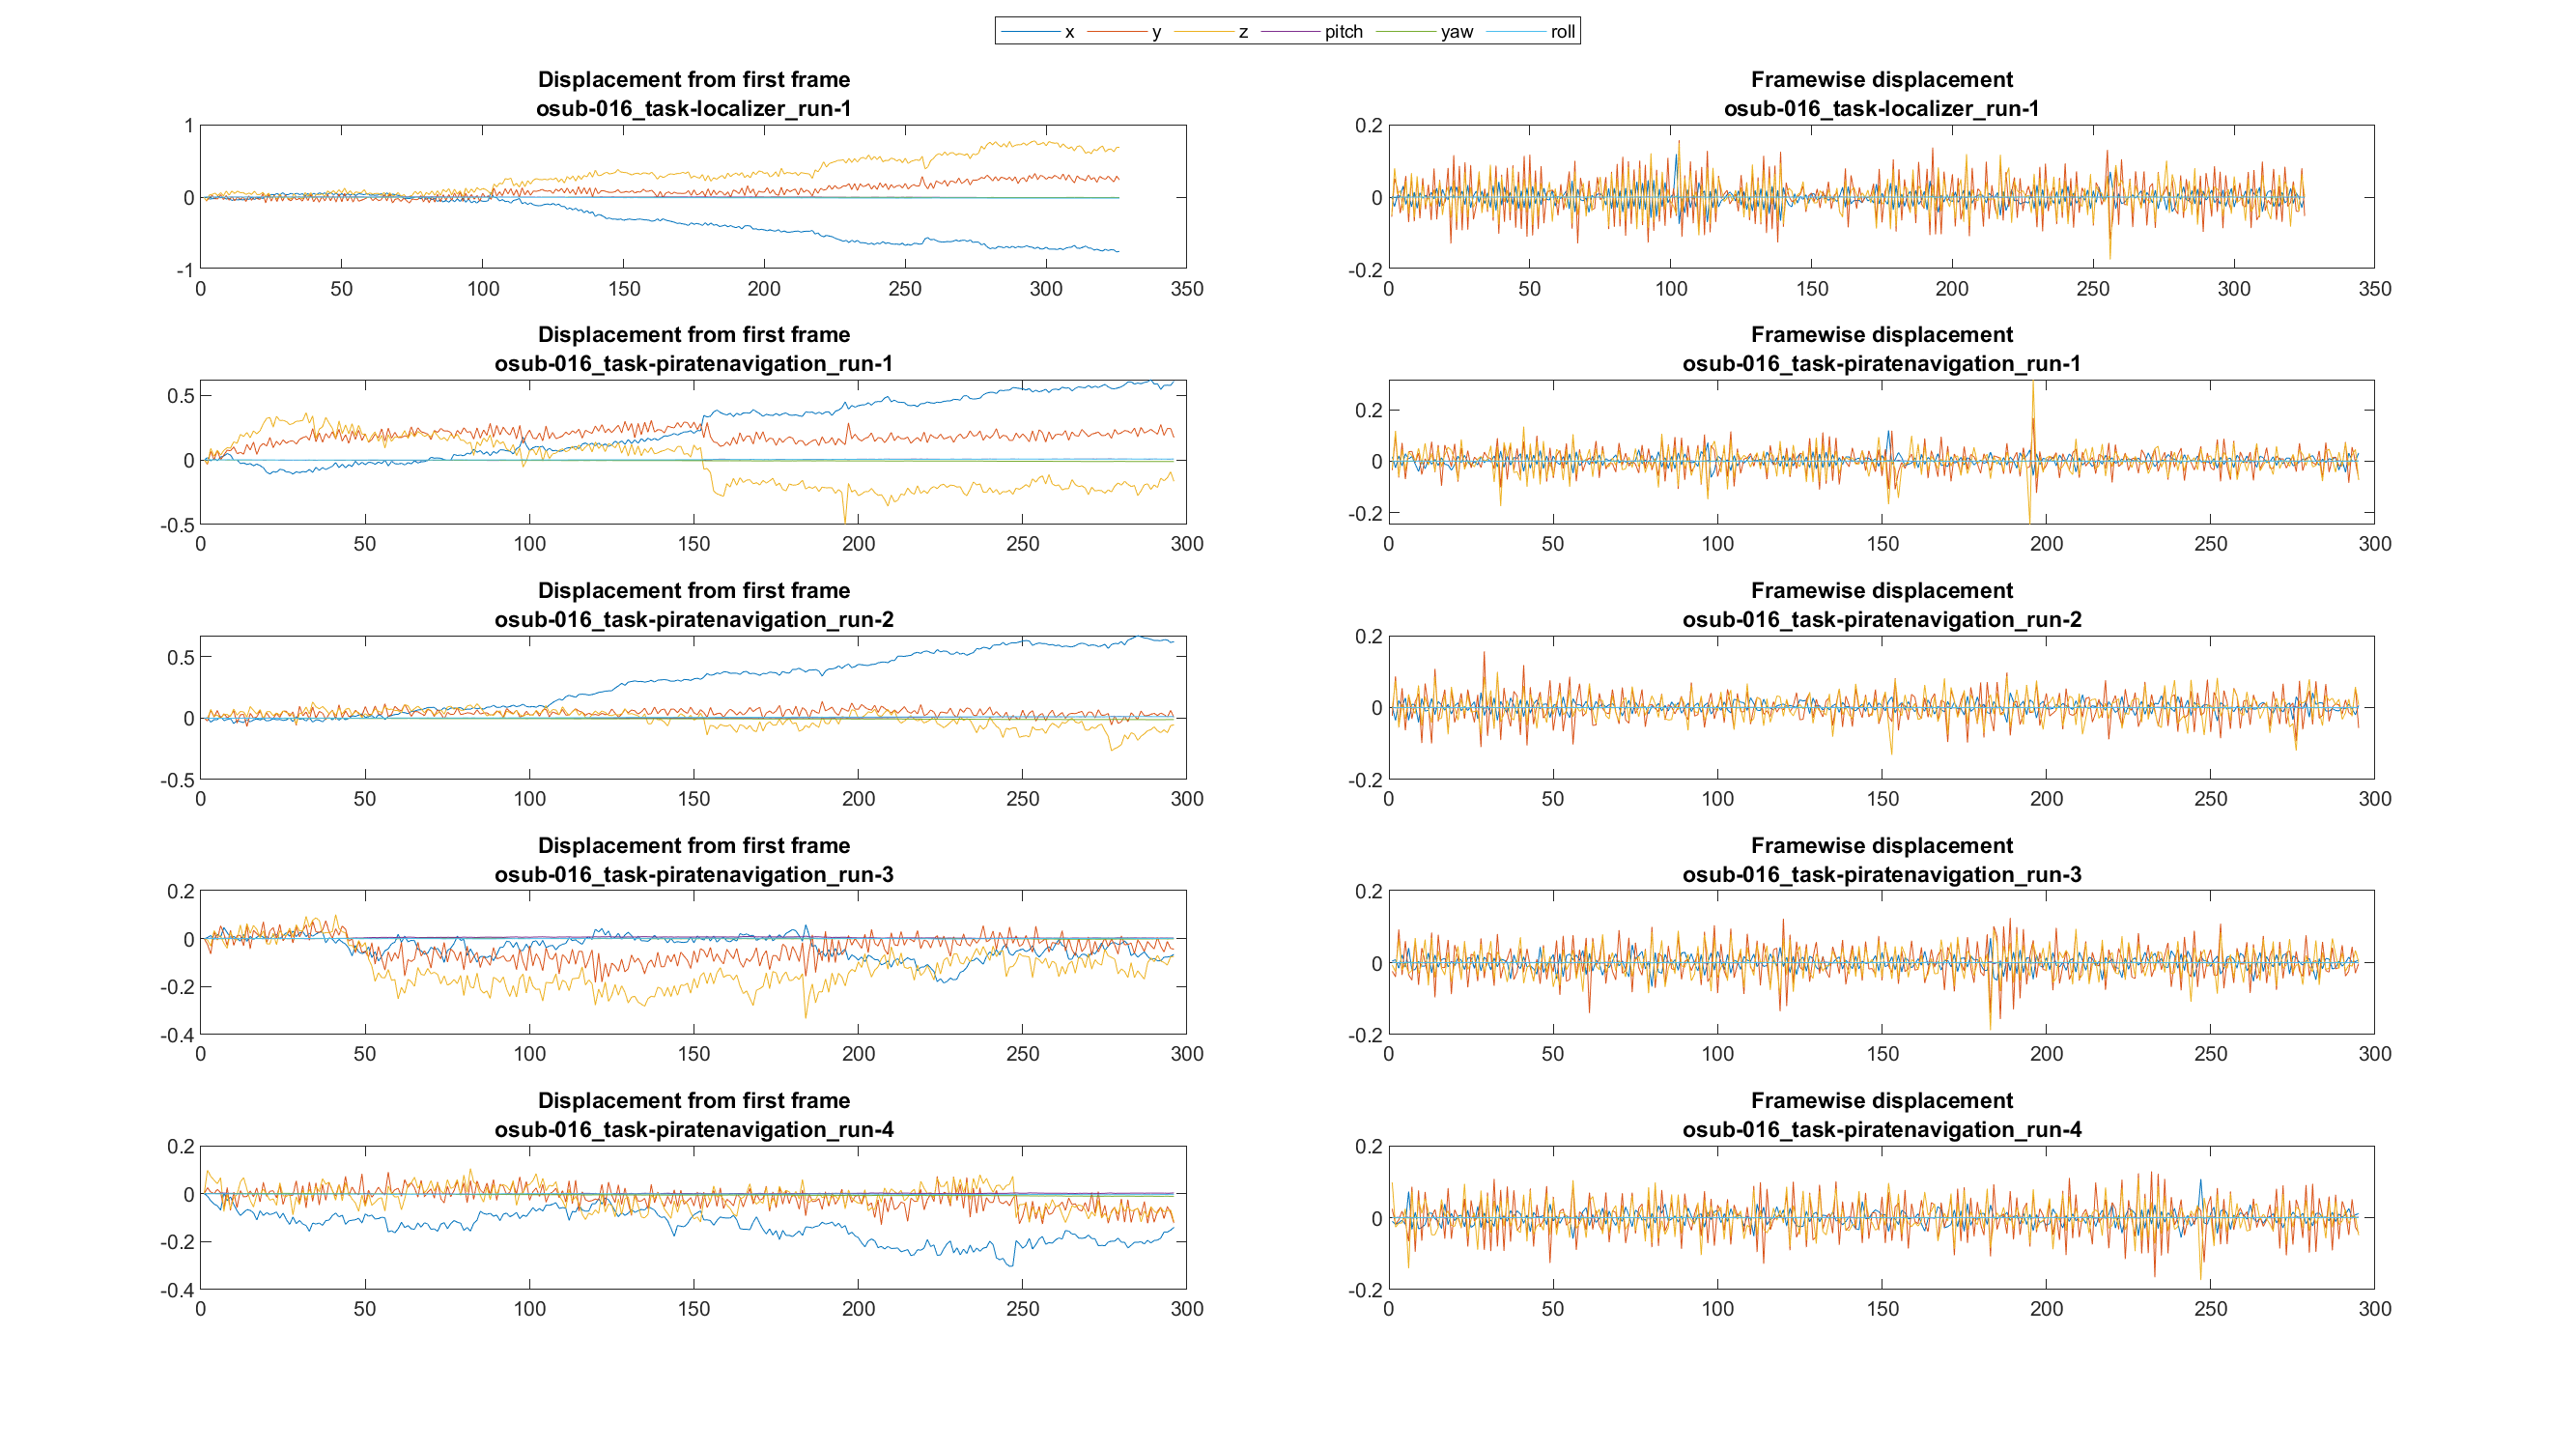 x y z pitch yaw roll
Displacement from first frame
osub-016_task-localizer_run-1
1
0
-1
0 50 100 150 200 250 300 350
Framewise displacement
osub-016_task-localizer_run-1
0.2
0
-0.2
0 50 100 150 200 250 300 350
Displacement from first frame
osub-016_task-piratenavigation_run-1
0.5
0
-0.5
0 50 100 150 200 250 300
Framewise displacement
osub-016_task-piratenavigation_run-1
0.2
0
-0.2
0 50 100 150 200 250 300
Displacement from first frame
osub-016_task-piratenavigation_run-2
0.5
0
-0.5
0 50 100 150 200 250 300
Framewise displacement
osub-016_task-piratenavigation_run-2
0.2
0
-0.2
0 50 100 150 200 250 300
Displacement from first frame
osub-016_task-piratenavigation_run-3
0.2
0
-0.2
-0.4
0 50 100 150 200 250 300
Framewise displacement
osub-016_task-piratenavigation_run-3
0.2
0
-0.2
0 50 100 150 200 250 300
Displacement from first frame
osub-016_task-piratenavigation_run-4
0.2
0
-0.2
-0.4
0 50 100 150 200 250 300
Framewise displacement
osub-016_task-piratenavigation_run-4
0.2
0
-0.2
0 50 100 150 200 250 300